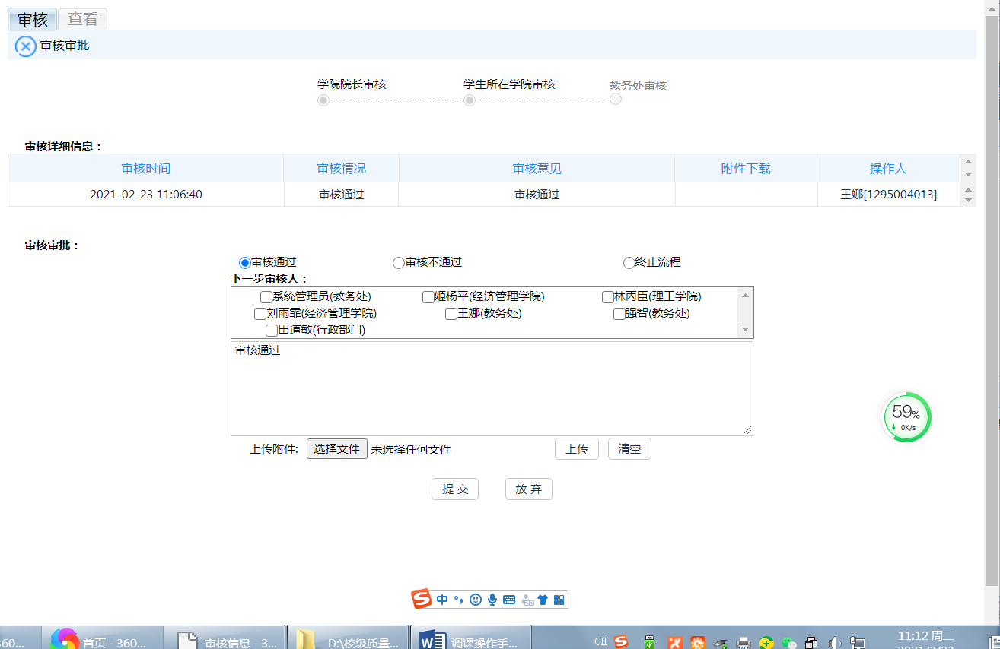 审核 查看
审核审批
学院院长审核 学生所在学院审核 教务处审核
审核详细信息：
审核时间 审核情况 审核意见 附件下载 操作人
2021-02-23 11:06:40 审核通过 审核通过 王娜[1295004013]
审核审批：
审核通过 审核不通过 终止流程
下一步审核人：
系统管理员(教务处) 姬杨平(经济管理学院) 林丙臣(理工学院)
刘雨霏(经济管理学院) 王娜(教务处) 强智(教务处)
田道敏(行政部门)
审核通过
59%
0K/s
上传附件: 选择文件 未选择任何文件 上传 清空
提 交 放 弃
中
360... 首页 - 360... 审核信息 - 3... D:\校级质量... 调课操作手... CH 11:12 周二